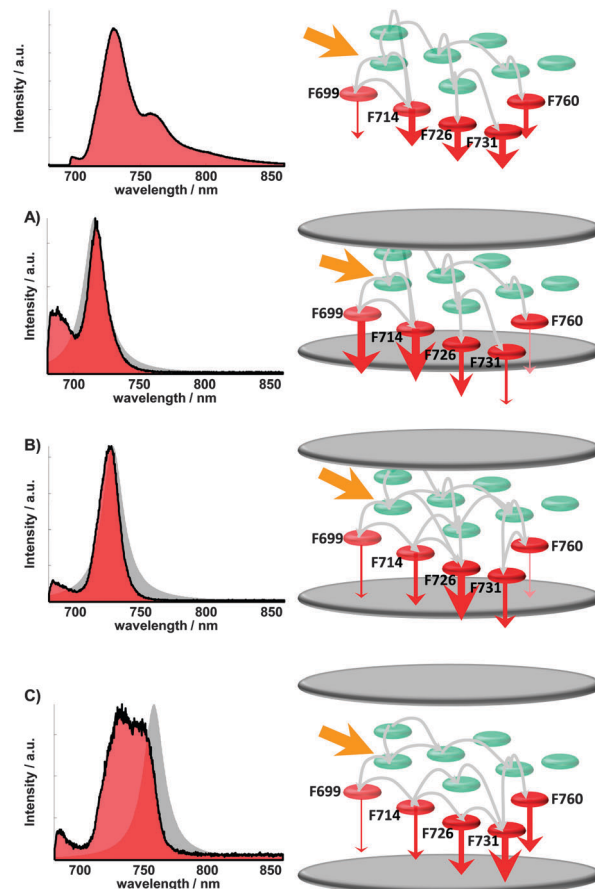 Intensity / a.u.
700 750 800 850
wavelength / nm
F699
F714
F726
F731
F760
A)
Intensity / a.u.
700 750 800 850
wavelength / nm
F699
F714
F726
F731
F760
B)
Intensity / a.u.
700 750 800 850
wavelength / nm
F699
F714
F726
F731
F760
C)
Intensity / a.u.
700 750 800 850
wavelength / nm
F699
F714
F726
F731
F760